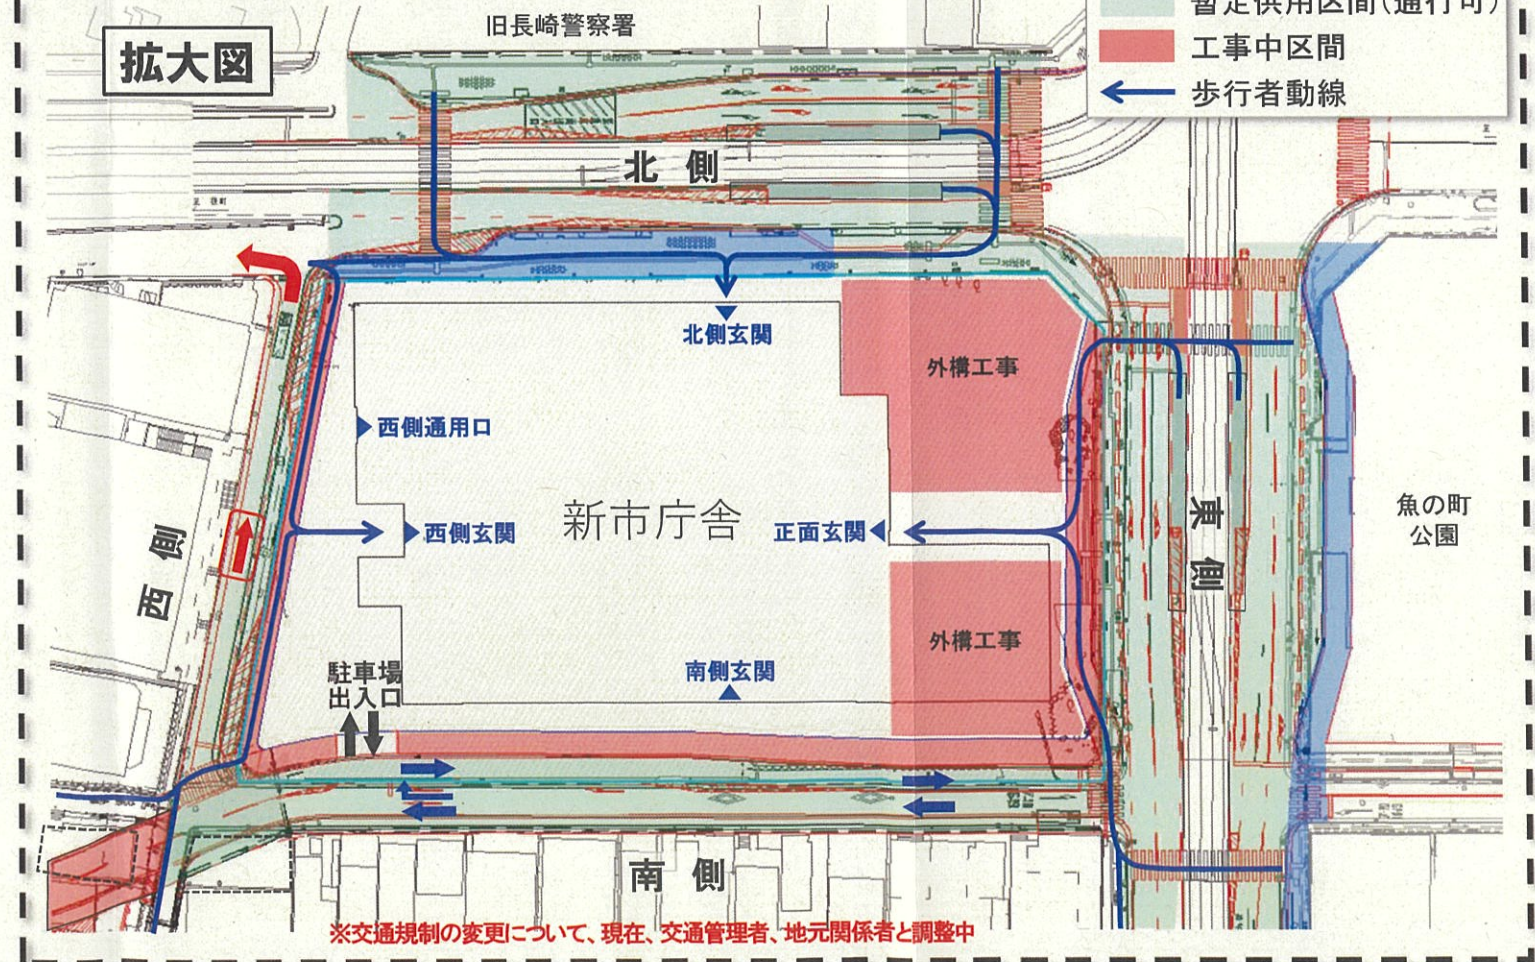 旧長崎警察署
暫定供用区間(通行可)
拡大図
工事中区間
歩行者動線
北 側
北側玄関
外構工事
西側通用口
新市庁舎
西側玄関
正面玄関
東 側
魚の町
公園
西 側
外構工事
駐車場
出入口
南側玄関
南 側
※交通規制の変更について、現在、交通管理者、地元関係者と調整中